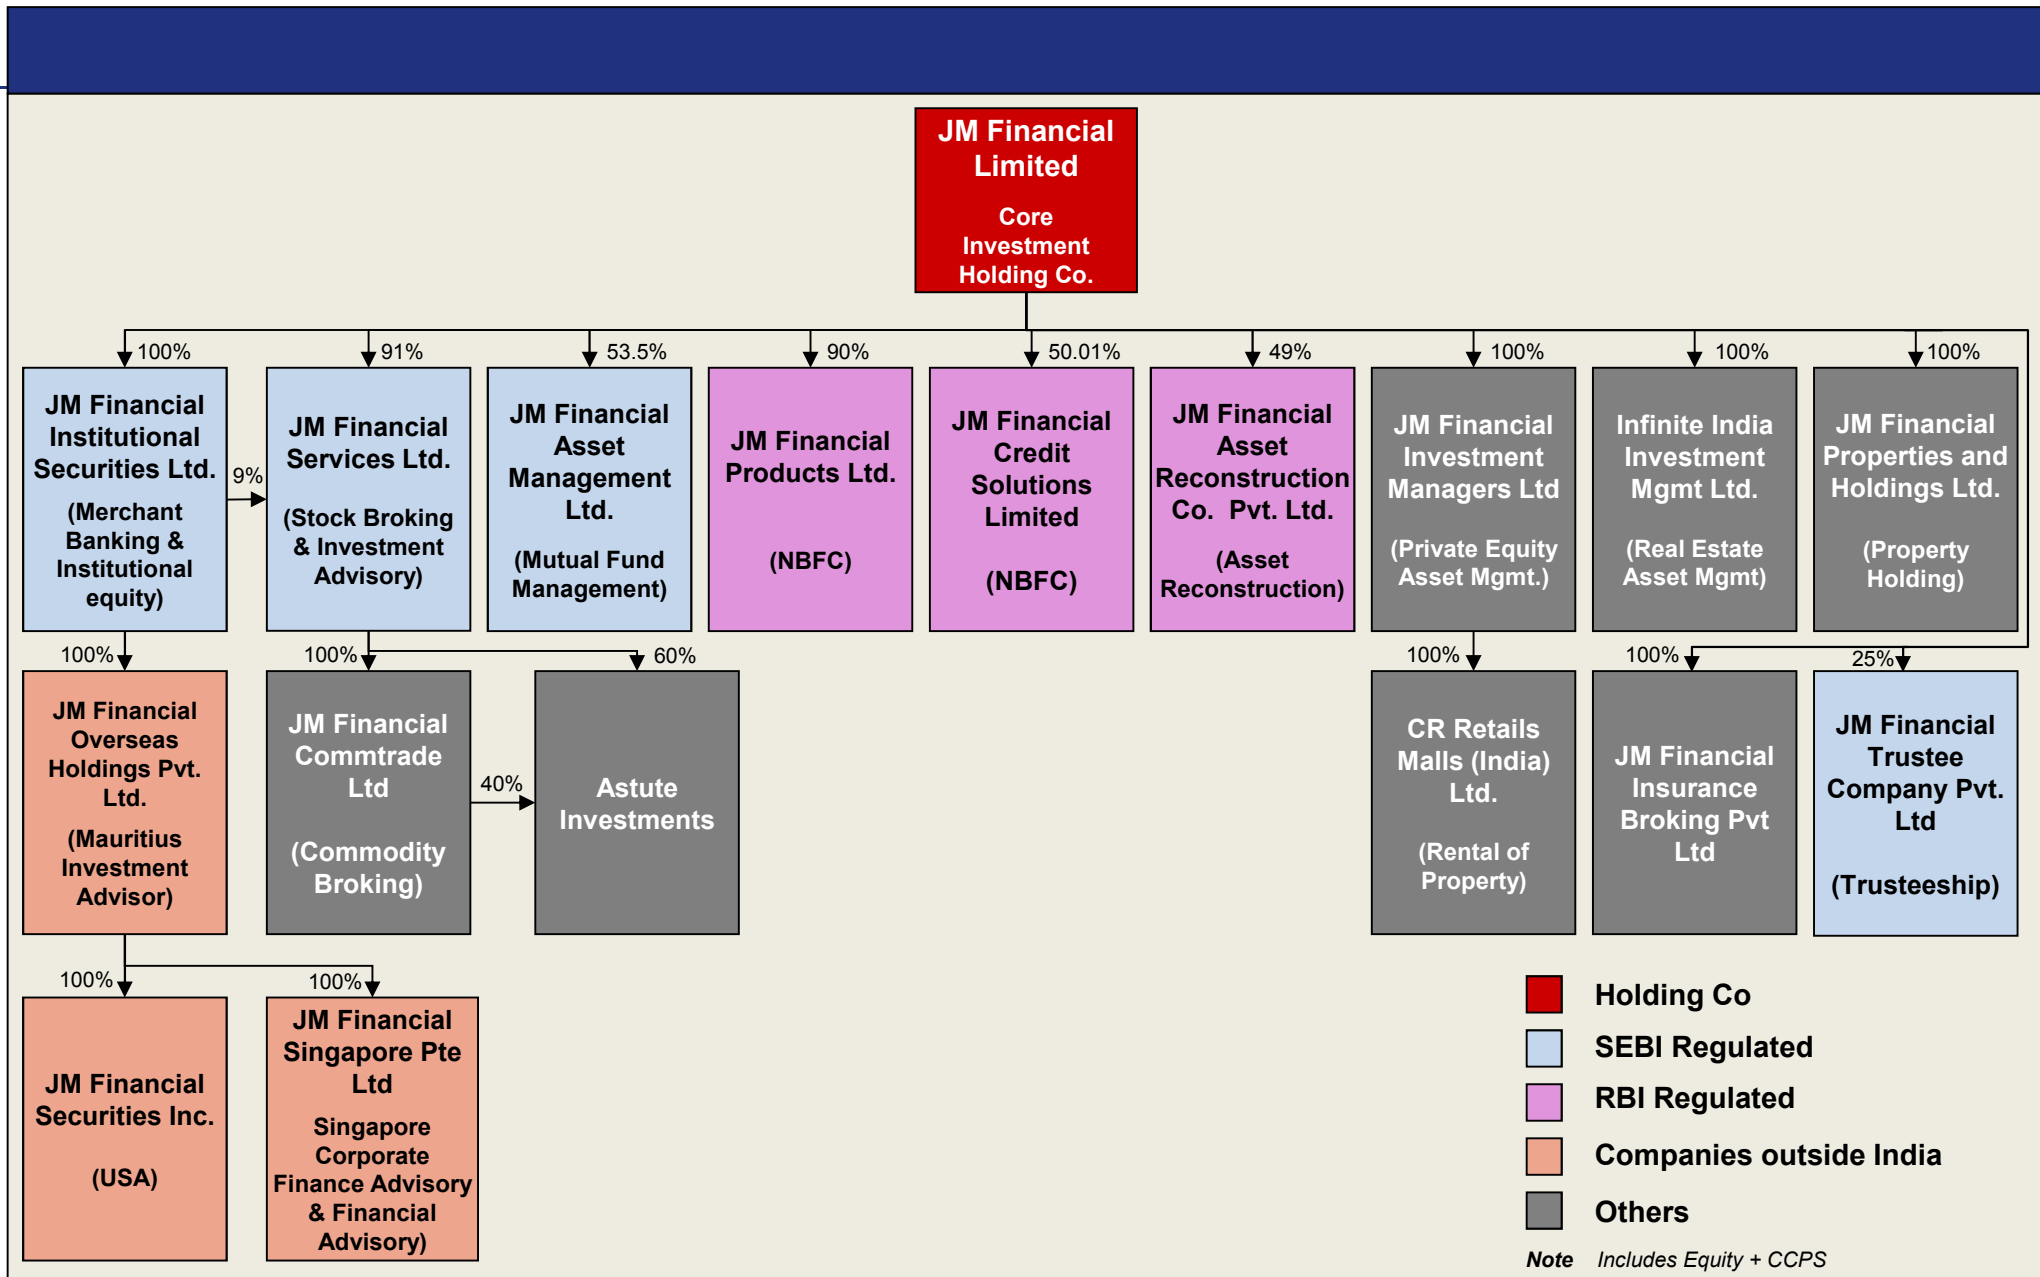 JM Financial
Limited
Core
Investment
Holding Co.
100%
91%
53.5%
90%
50.01%
49%
100%
100%
100%
JM Financial
Institutional
Securities Ltd.
(Merchant
Banking &
Institutional
equity)
9%
JM Financial
Services Ltd.
(Stock Broking
& Investment
Advisory)
JM Financial
Asset
Management
Ltd.
(Mutual Fund
Management)
JM Financial
Products Ltd.
(NBFC)
JM Financial
Credit
Solutions
Limited
(NBFC)
JM Financial
Asset
Reconstruction
Co. Pvt. Ltd.
(Asset
Reconstruction)
JM Financial
Investment
Managers Ltd
(Private Equity
Asset Mgmt.)
Infinite India
Investment
Mgmt Ltd.
(Real Estate
Asset Mgmt)
JM Financial
Properties and
Holdings Ltd.
(Property
Holding)
100%
100%
60%
100%
100%
25%
JM Financial
Overseas
Holdings Pvt.
Ltd.
(Mauritius
Investment
Advisor)
JM Financial
Commtrade
Ltd
(Commodity
Broking)
40%
Astute
Investments
CR Retails
Malls (India)
Ltd.
(Rental of
Property)
JM Financial
Insurance
Broking Pvt
Ltd
JM Financial
Trustee
Company Pvt.
Ltd
(Trusteeship)
100%
100%
JM Financial
Securities Inc.
(USA)
JM Financial
Singapore Pte
Ltd
Singapore
Corporate
Finance Advisory
& Financial
Advisory)
Holding Co
SEBI Regulated
RBI Regulated
Companies outside India
Others
Note Includes Equity + CCPS